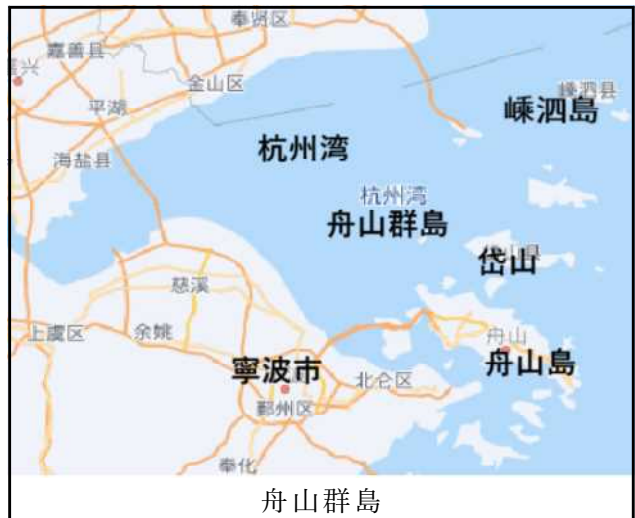 奉贤区
嘉善县
兴
金山区
平湖
嵊泗县
嵊泗島
海盐县
杭州湾
杭州湾
舟山群島
岱山
慈溪
上虞区
余姚
舟山
舟山島
寧波市
北仑区
鄞州区
奉化
舟山群島